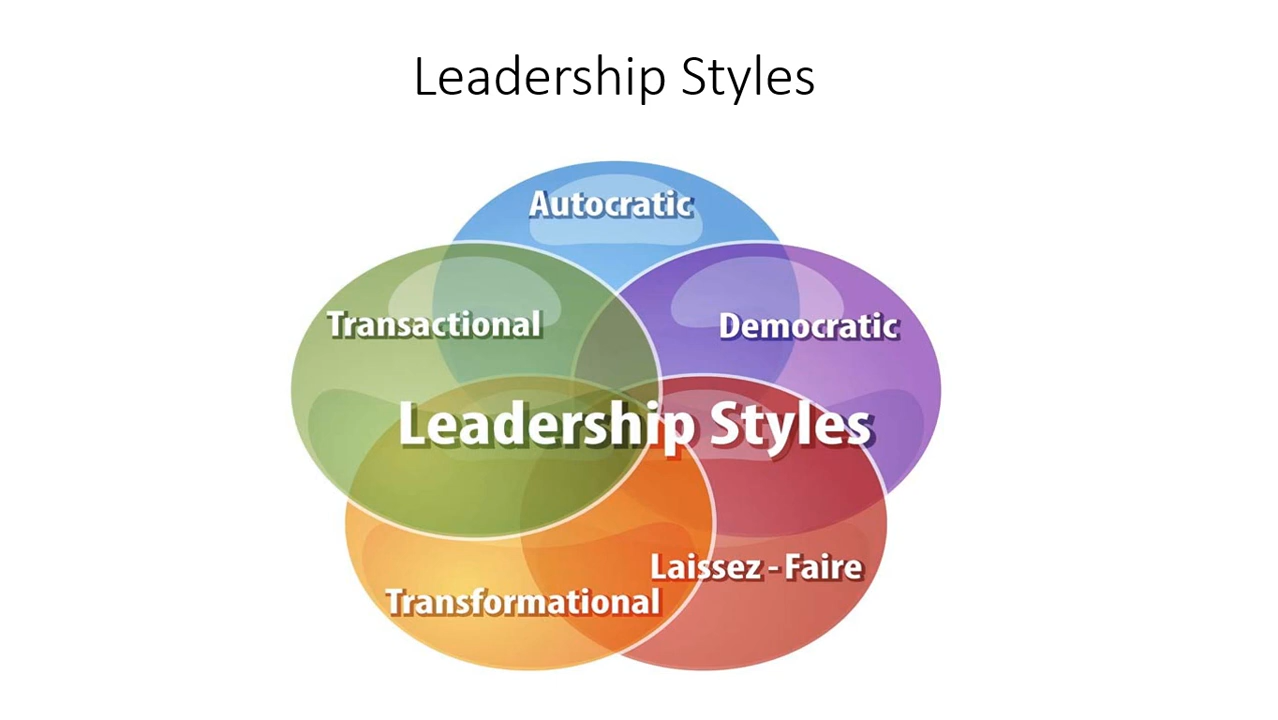 Leadership Styles
Autocratic
Transactional
Democratic
Leadership Styles
Laissez - Faire
Transformational